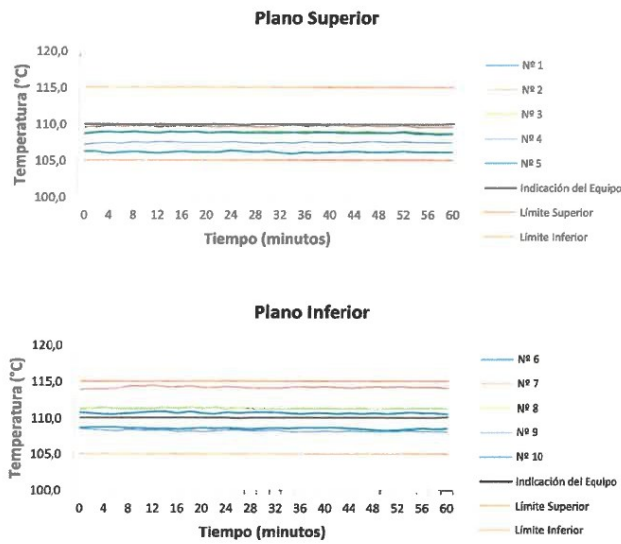 Plano Superior
Temperatura (°C)
120,0
115,0
110,0
105,0
100,0
0 4 8 12 16 20 24 28 32 36 40 44 48 52 56 60
Tiempo (minutos)
Nº 1
Nº 2
Nº 3
Nº 4
Nº 5
Indicación del Equipo
Límite Superior
Límite Inferior
Plano Inferior
Temperatura (°C)
120,0
115,0
110,0
105,0
100,0
0 4 8 12 16 20 24 28 32 36 40 44 48 52 56 60
Tiempo (minutos)
Nº 6
Nº 7
Nº 8
Nº 9
Nº 10
Indicación del Equipo
Límite Superior
Límite Inferior